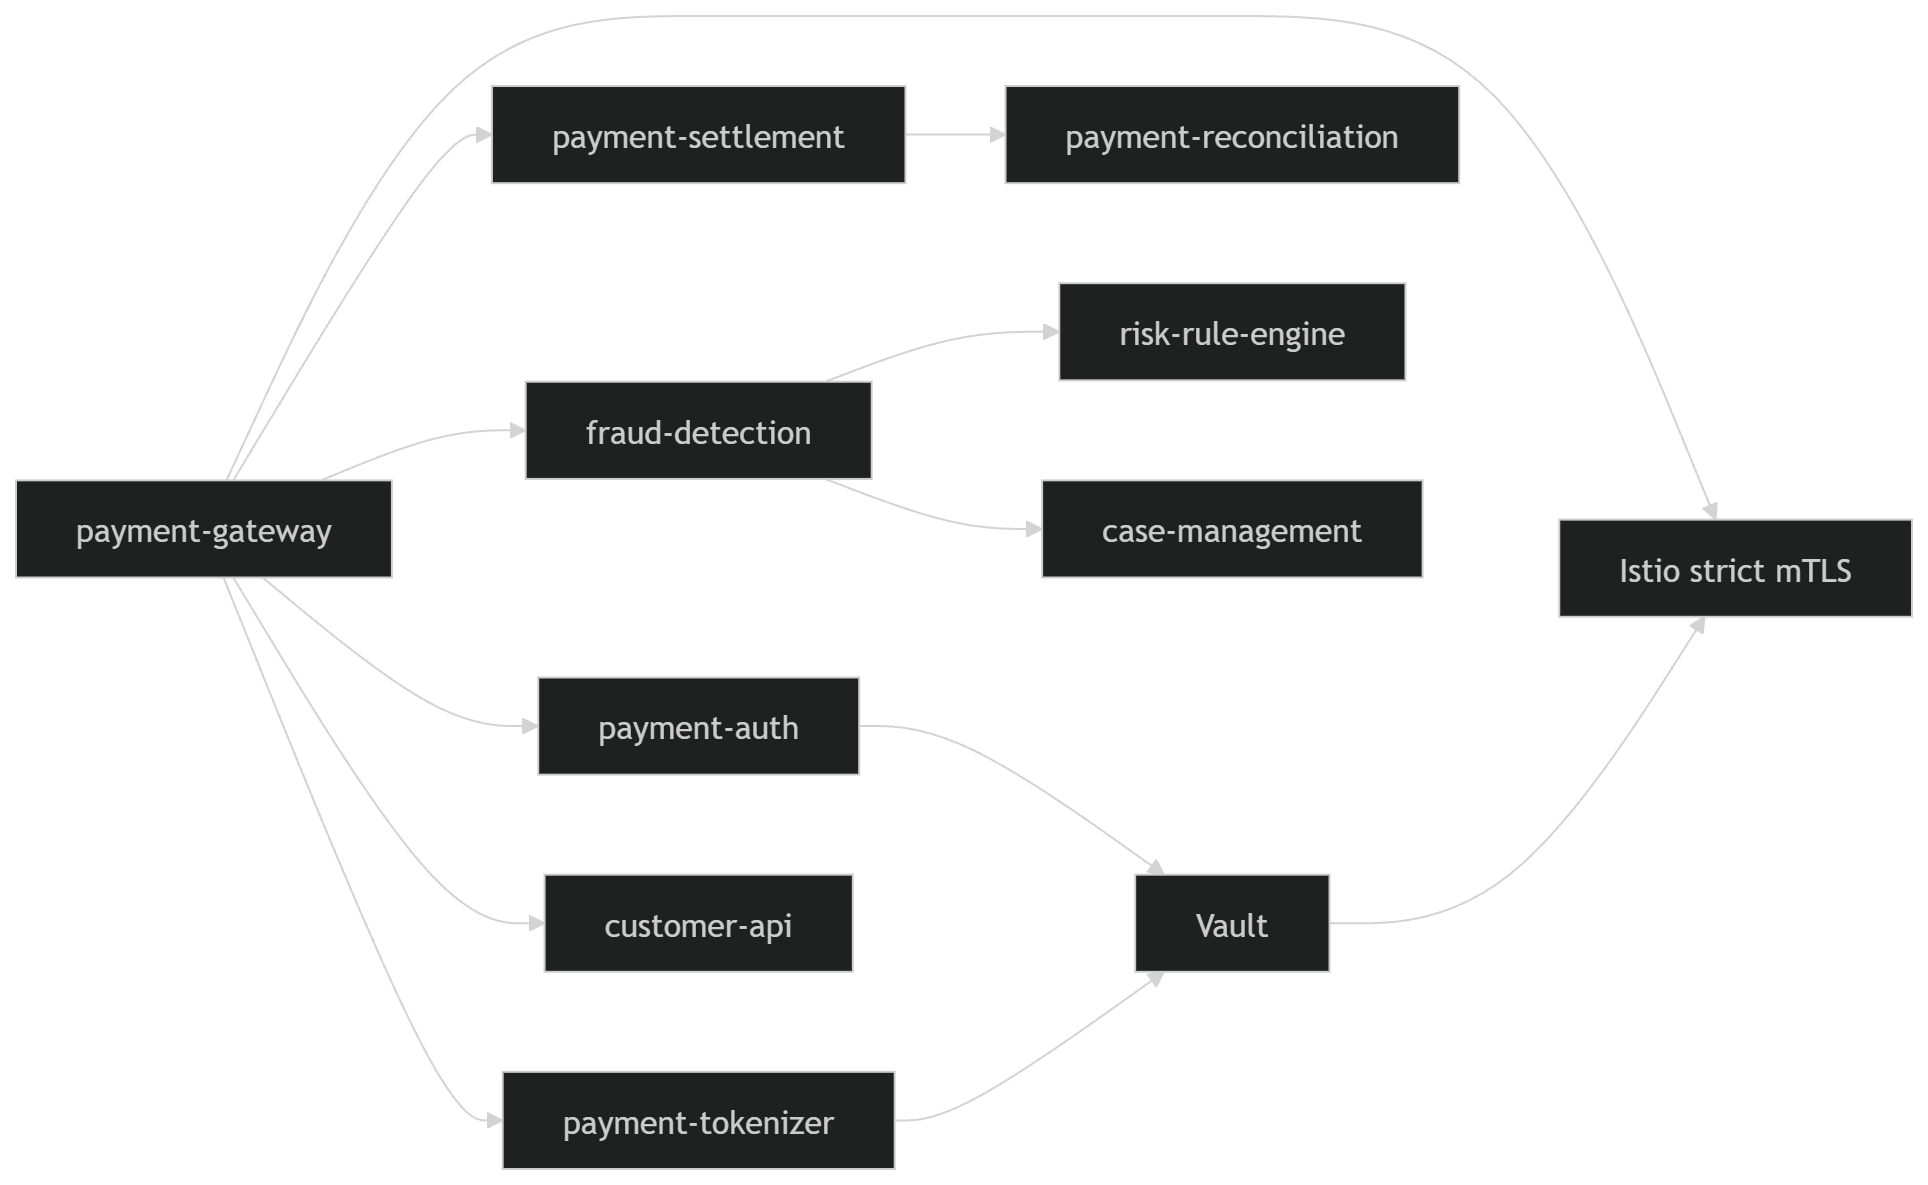 payment-settlement
payment-reconciliation
risk-rule-engine
fraud-detection
payment-gateway
case-management
Istio strict mTLS
payment-auth
customer-api
Vault
payment-tokenizer